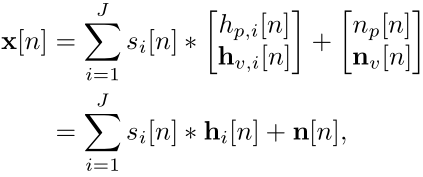 $$\mathbf{x}[n] = \sum_{i=1}^{J} s_i[n] * \begin{bmatrix} h_{p,i}[n] \\ \mathbf{h}_{v,i}[n] \end{bmatrix} + \begin{bmatrix} n_p[n] \\ \mathbf{n}_v[n] \end{bmatrix}$$
$$= \sum_{i=1}^{J} s_i[n] * \mathbf{h}_i[n] + \mathbf{n}[n],$$